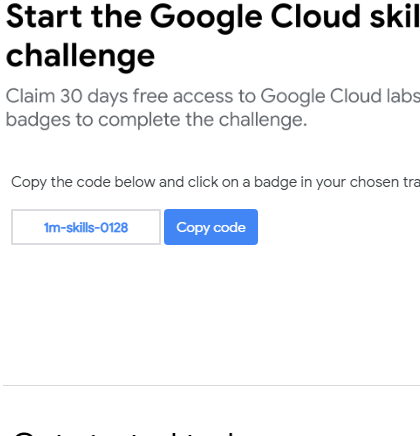 Start the Google Cloud skil
challenge
Claim 30 days free access to Google Cloud labs
badges to complete the challenge.
Copy the code below and click on a badge in your chosen tra
1m-skills-0128
Copy code